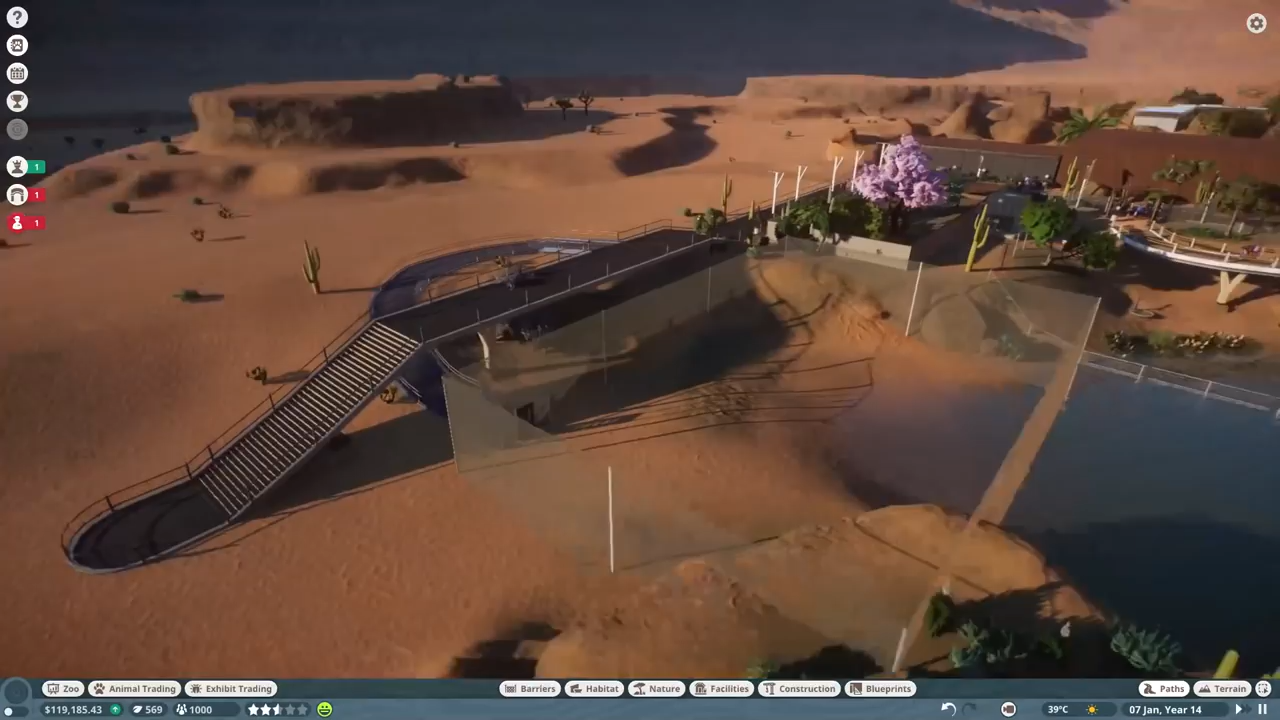 ?
1
1
1
Zoo Animal Trading Exhibit Trading Barriers Habitat Nature Facilities Construction Blueprints Paths Terrain
$119,185.43 569 1000 39°C 07 Jan, Year 14